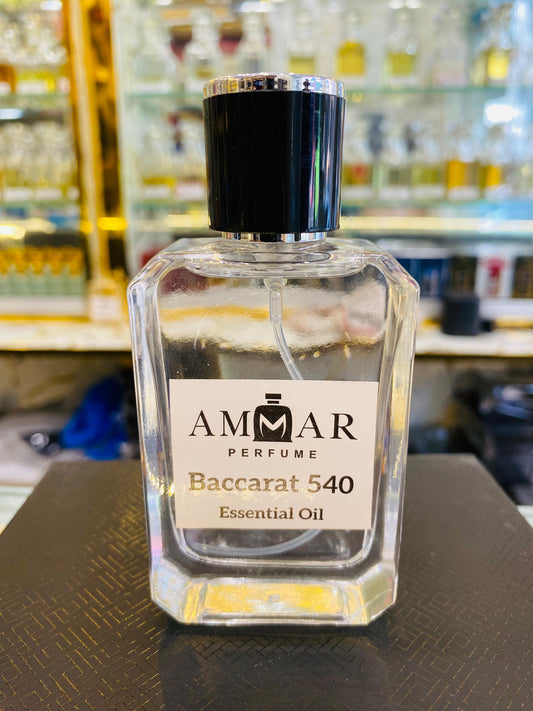 AMMAR
PERFUME
Baccarat 540
Essential Oil